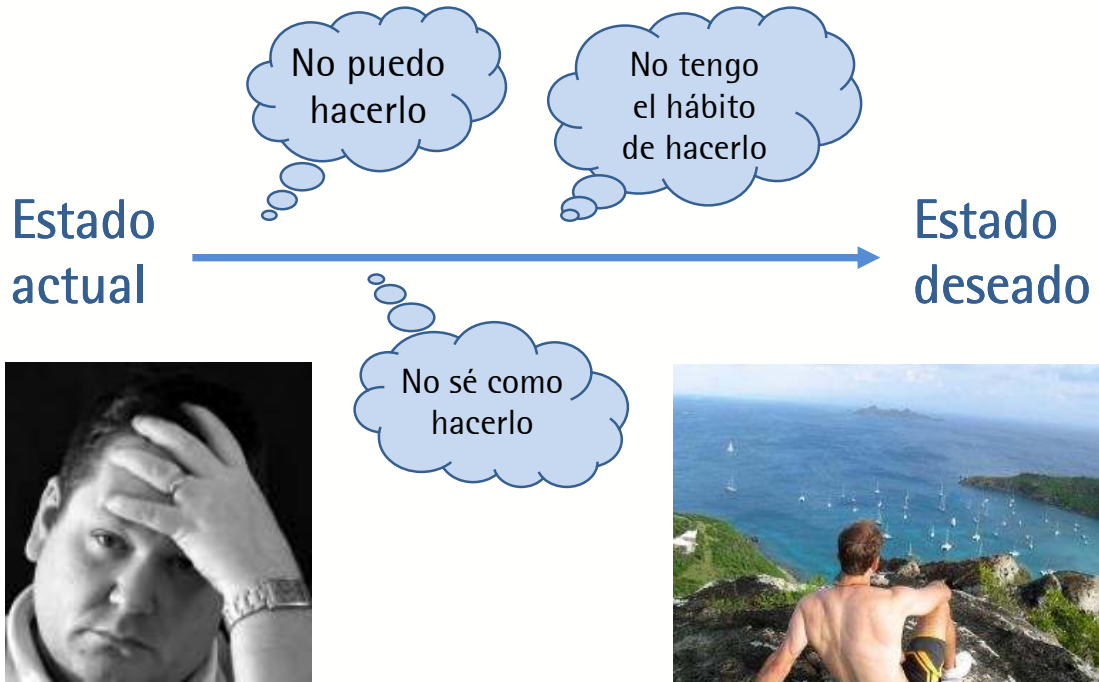 No puedo
hacerlo
No tengo
el hábito
de hacerlo
Estado
actual
Estado
deseado
No sé como
hacerlo